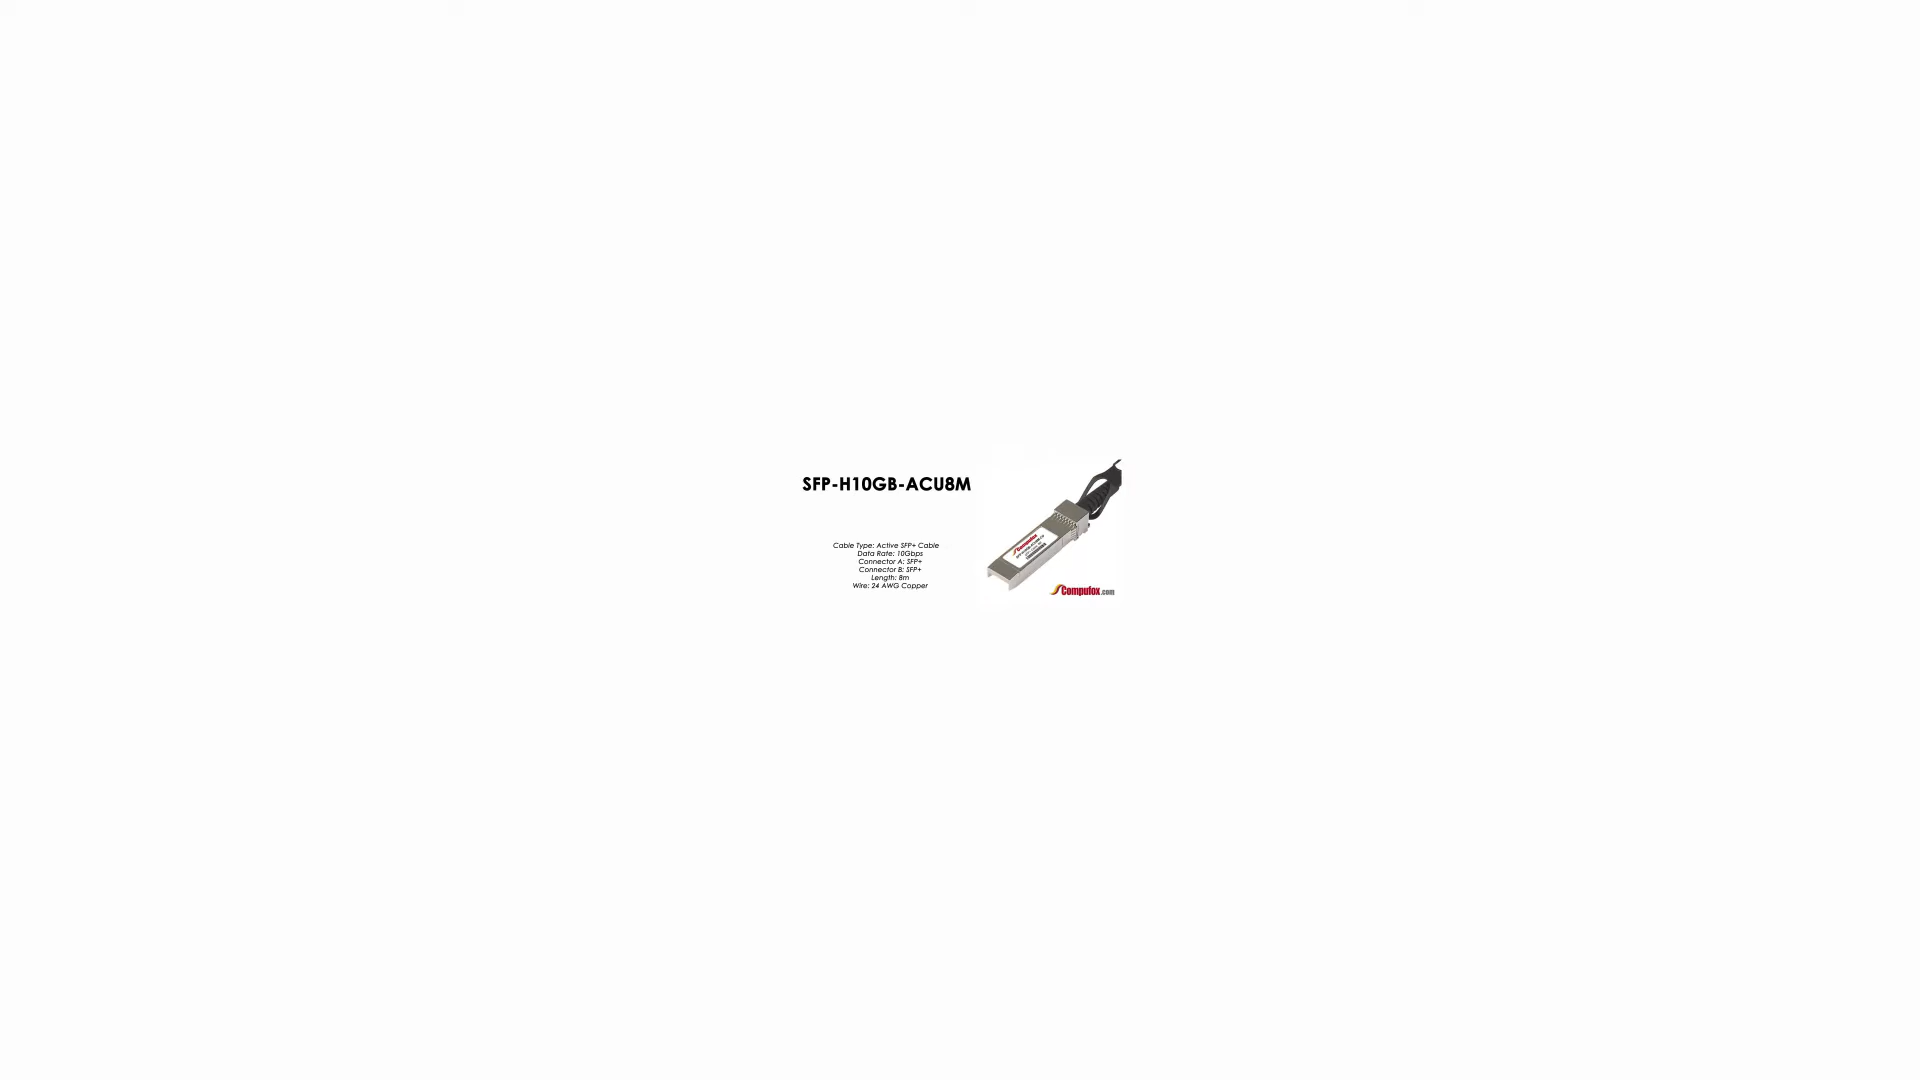 SFP-H10GB-ACU8M
Cable Type: Active SFP+ Cable
Data Rate: 10Gbps
Connector A: SFP+
Connector B: SFP+
Length: 8m
Wire: 24 AWG Copper
Compufox
Compufox.com